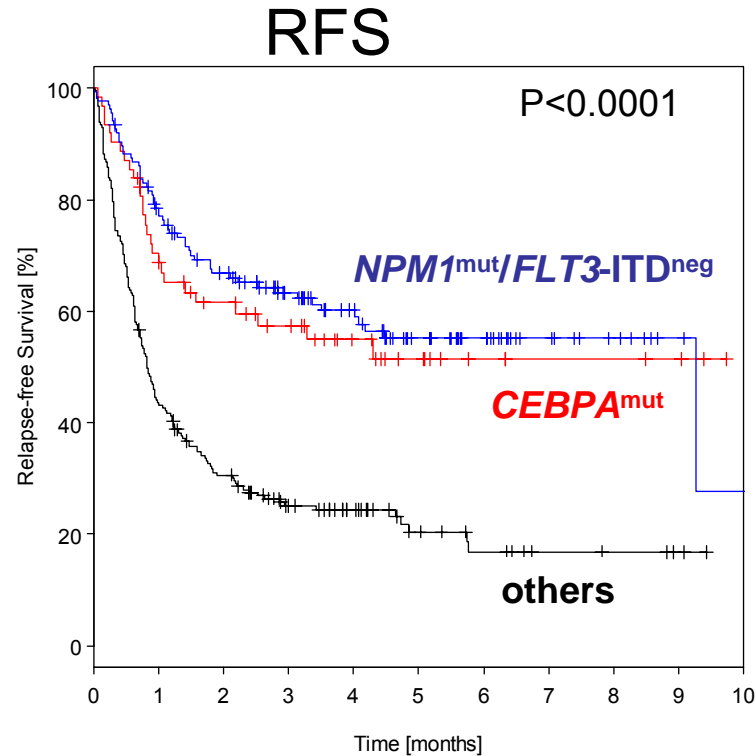 RFS
P<0.0001
100
80
60
40
20
0
Relapse-free Survival [%]
NPM1mut/FLT3-ITDneg
CEBPAmut
others
0 1 2 3 4 5 6 7 8 9 10
Time [months]